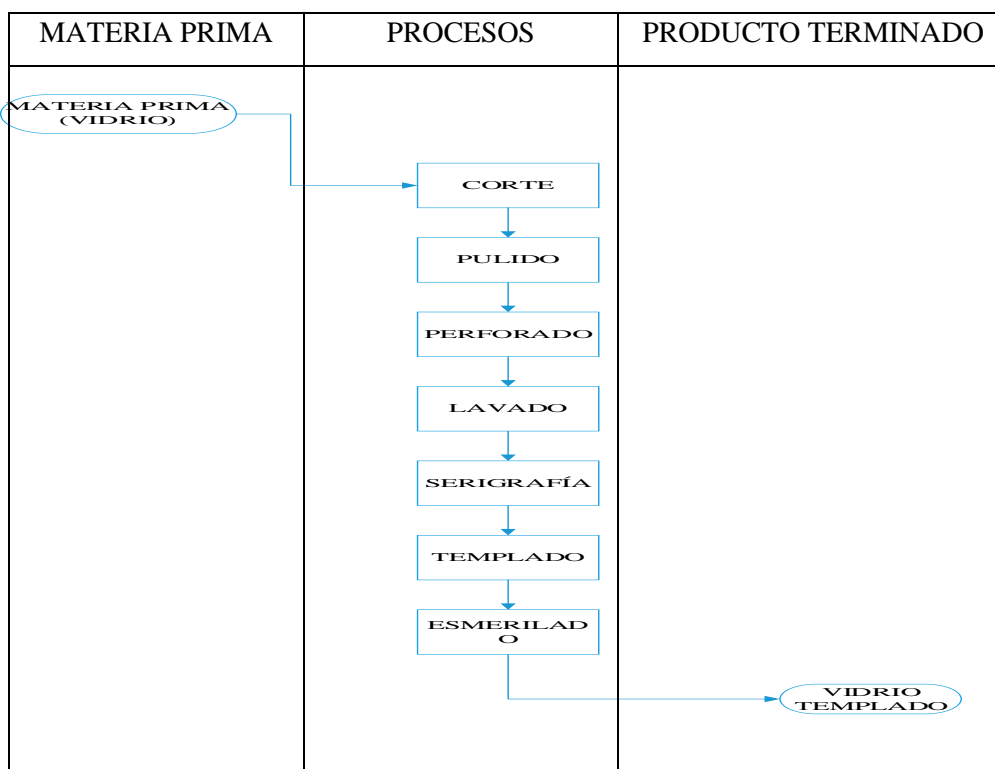 MATERIA PRIMA
PROCESOS
PRODUCTO TERMINADO
MATERIA PRIMA
(VIDRIO)
CORTE
PULIDO
PERFORADO
LAVADO
SERIGRAFÍA
TEMPLADO
ESMERILAD
O
VIDRIO
TEMPLADO